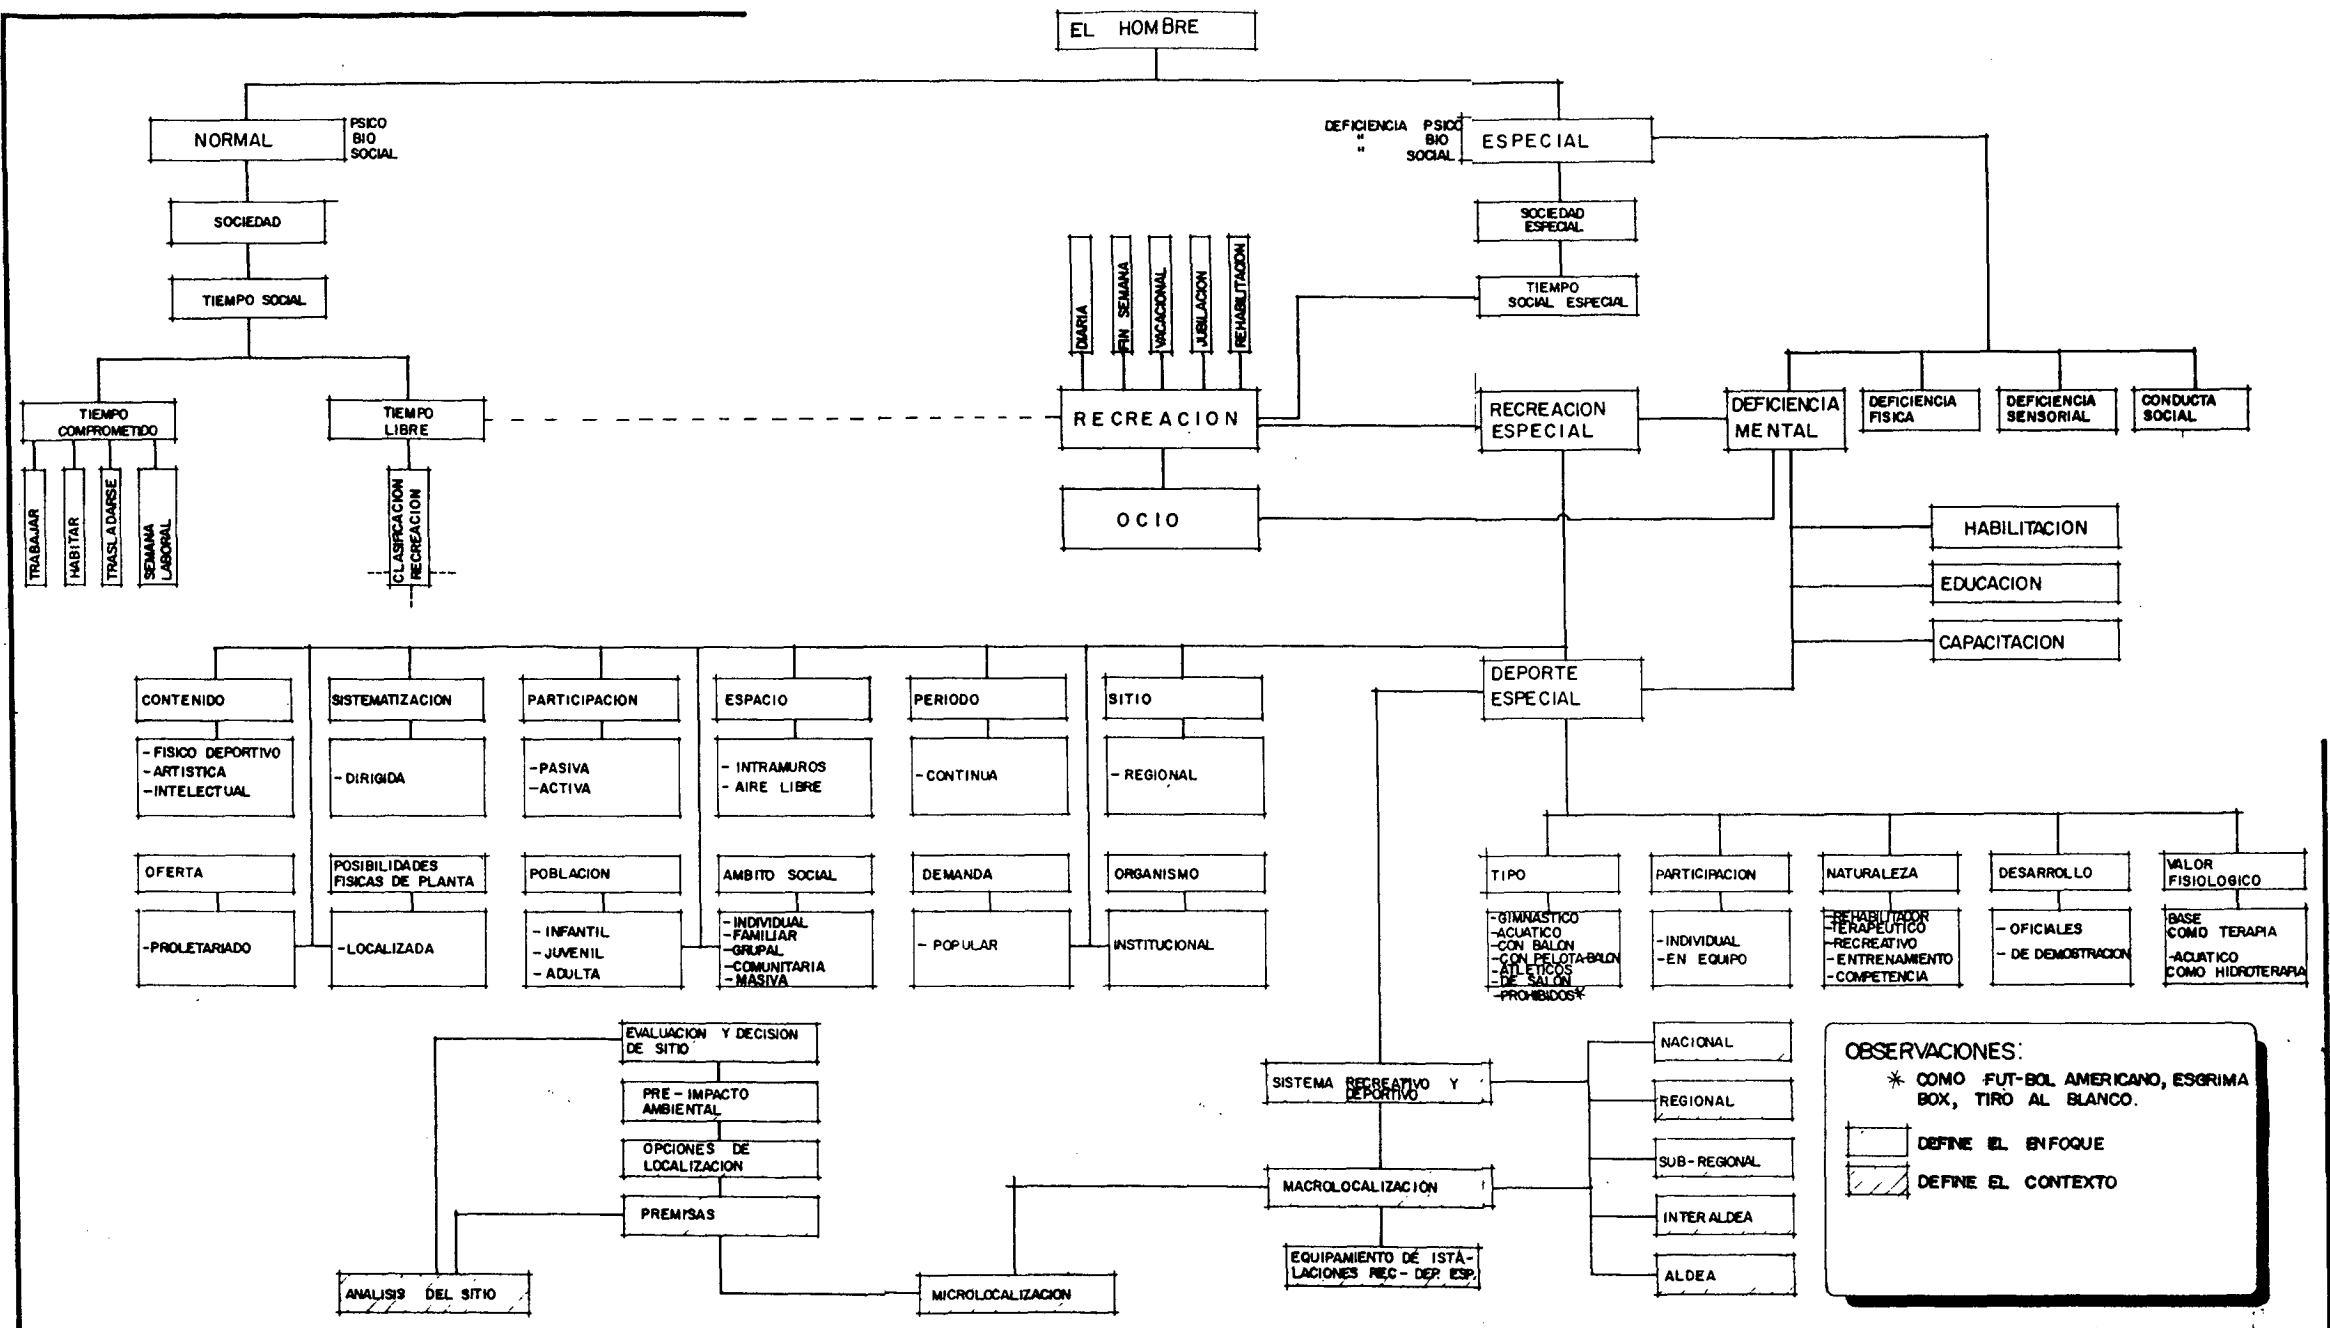 EL HOMBRE
NORMAL
PSICO
BIO
SOCIAL
DEFICIENCIA PSICO
" BIO
" SOCIAL
ESPECIAL
SOCIEDAD
SOCIEDAD
ESPECIAL
TIEMPO SOCIAL
TIEMPO
SOCIAL ESPECIAL
DIARIA
FIN SEMANA
VACACIONAL
JUBILACION
REHABILITACION
TIEMPO
COMPROMETIDO
TIEMPO
LIBRE
RECREACION
RECREACION
ESPECIAL
DEFICIENCIA
MENTAL
DEFICIENCIA
FISICA
DEFICIENCIA
SENSORIAL
CONDUCTA
SOCIAL
TRABAJAR
HABITAR
TRASLADARSE
SEMANA
LABORAL
CLASIFICACION
RECREACION
OCIO
HABILITACION
EDUCACION
CAPACITACION
DEPORTE
ESPECIAL
CONTENIDO
SISTEMATIZACION
PARTICIPACION
ESPACIO
PERIODO
SITIO
- FISICO DEPORTIVO
- ARTISTICA
- INTELECTUAL
- DIRIGIDA
- PASIVA
- ACTIVA
- INTRAMUROS
- AIRE LIBRE
- CONTINUA
- REGIONAL
OFERTA
POSIBILIDADES
FISICAS DE PLANTA
POBLACION
AMBITO SOCIAL
DEMANDA
ORGANISMO
- PROLETARIADO
- LOCALIZADA
- INFANTIL
- JUVENIL
- ADULTA
- INDIVIDUAL
- FAMILIAR
- GRUPAL
- COMUNITARIA
- MASIVA
- POPULAR
INSTITUCIONAL
TIPO
PARTICIPACION
NATURALEZA
DESARROLLO
VALOR
FISIOLOGICO
- GIMNASTICO
- ACUATICO
- CON BALON
- CON PELOTA-BALON
- ATLETICOS
- DE SALON
- PROHIBIDOS*
- INDIVIDUAL
- EN EQUIPO
- REHABILITADOR
- TERAPEUTICO
- RECREATIVO
- ENTRENAMIENTO
- COMPETENCIA
- OFICIALES
- DE DEMOSTRACION
BASE
COMO TERAPIA
- ACUATICO
COMO HIDROTERAPIA
EVALUACION Y DECISION
DE SITIO
PRE - IMPACTO
AMBIENTAL
OPCIONES DE
LOCALIZACION
PREMISAS
ANALISIS DEL SITIO
MICROLOCALIZACION
SISTEMA RECREATIVO Y
DEPORTIVO
MACROLOCALIZACION
EQUIPAMIENTO DE ISTA-
LACIONES REC- DEP. ESP.
NACIONAL
REGIONAL
SUB-REGIONAL
INTERALDEA
ALDEA
OBSERVACIONES:
* COMO FUT-BOL AMERICANO, ESGRIMA
BOX, TIRO AL BLANCO.
DEFINE EL ENFOQUE
DEFINE EL CONTEXTO